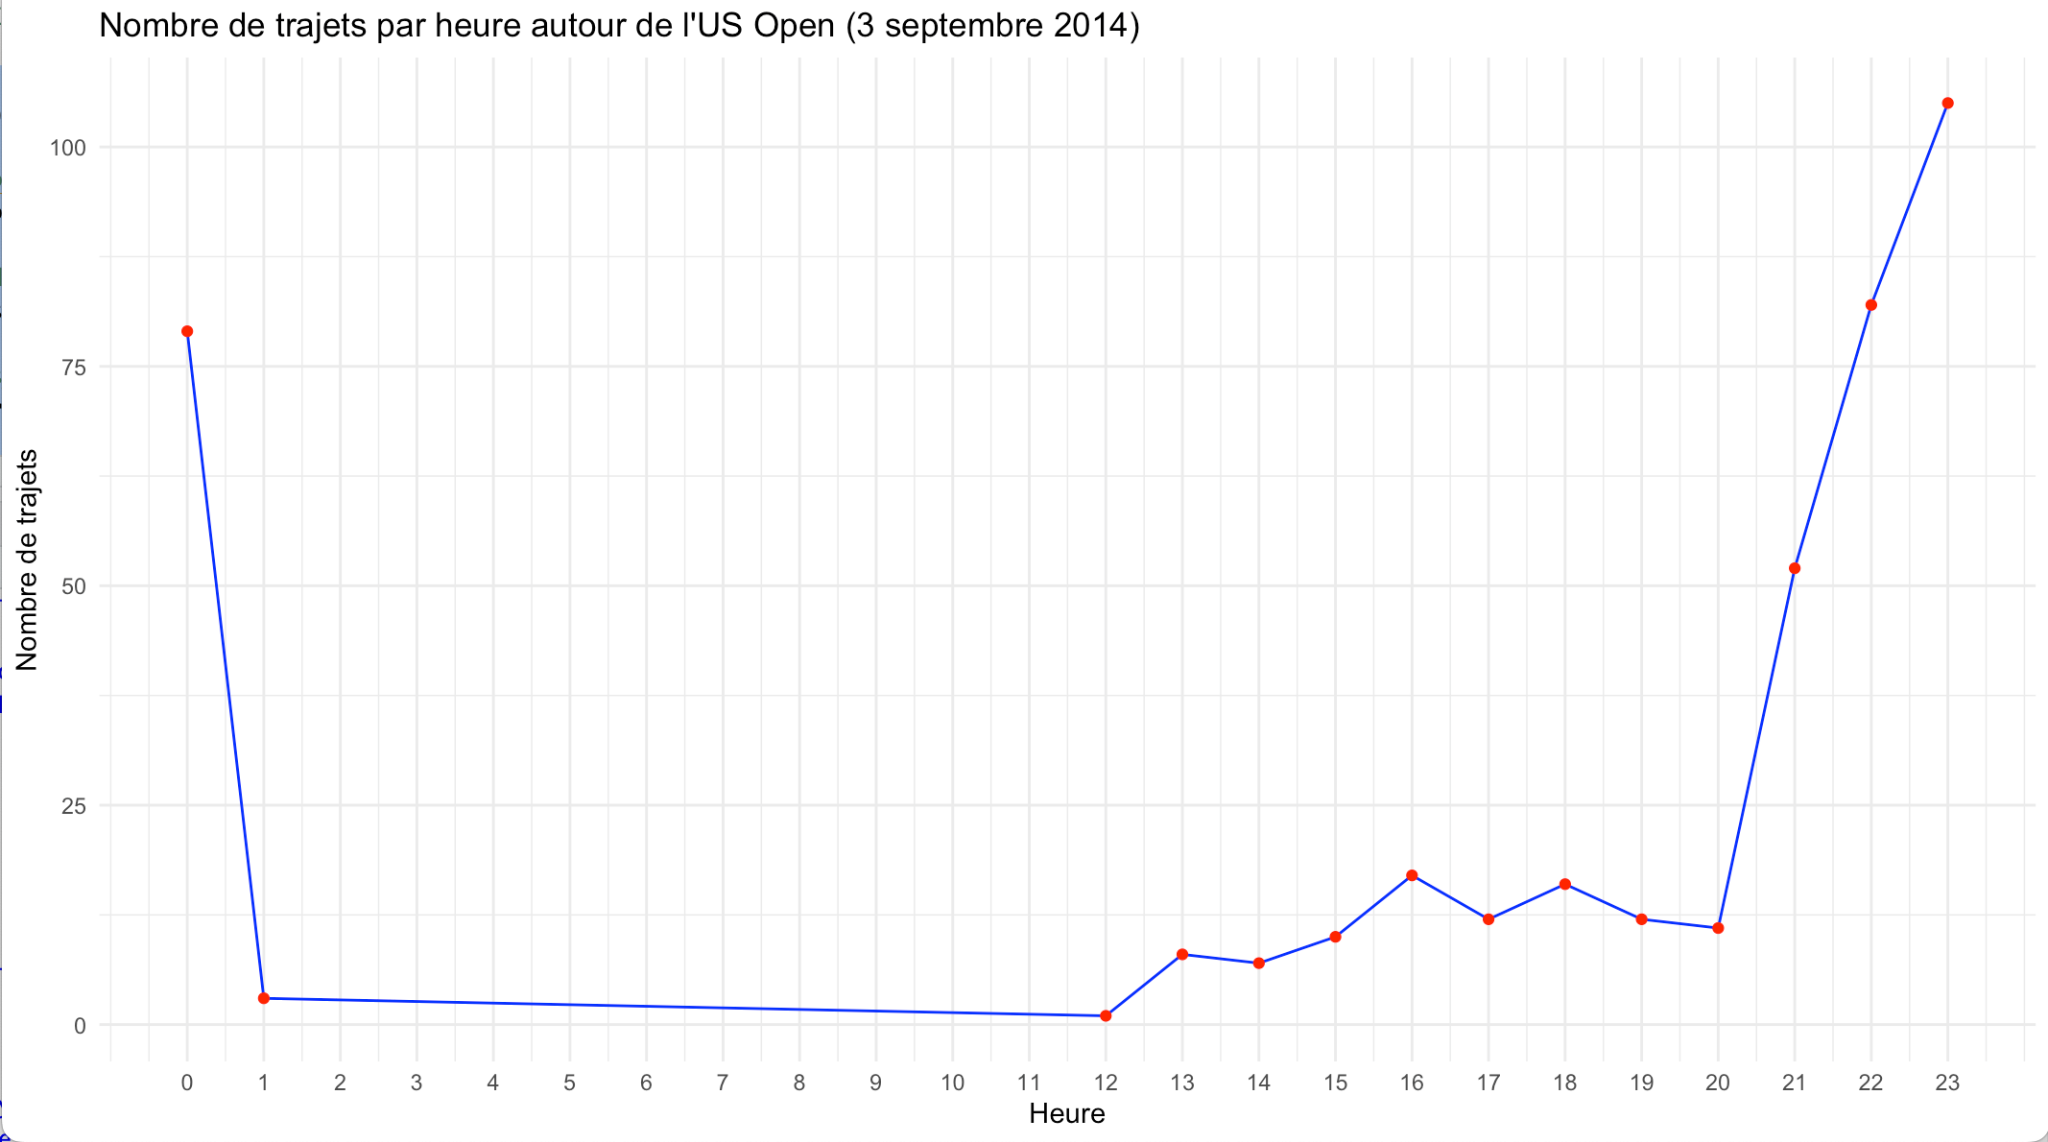 Nombre de trajets par heure autour de l'US Open (3 septembre 2014)
Nombre de trajets
100
75
50
25
0
0 1 2 3 4 5 6 7 8 9 10 11 12 13 14 15 16 17 18 19 20 21 22 23
Heure